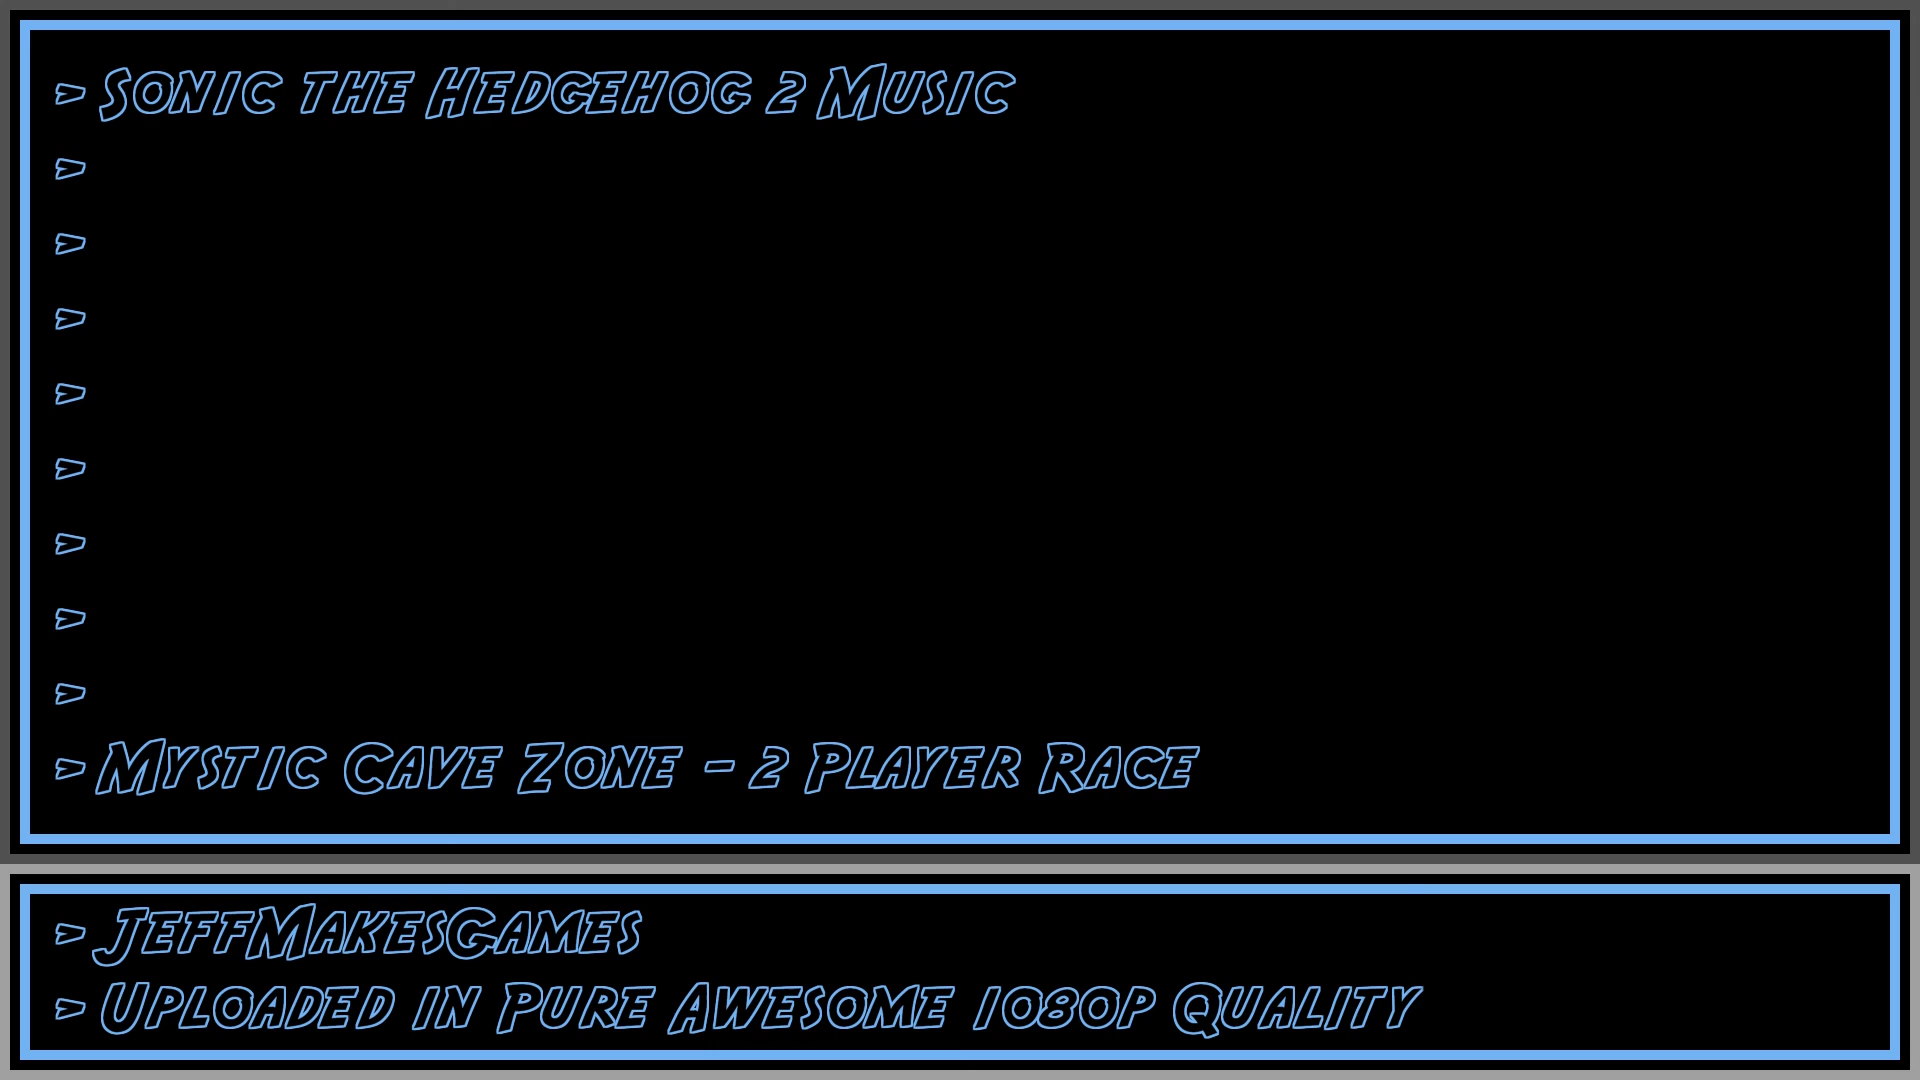 > Sonic the Hedgehog 2 Music
>
>
>
>
>
>
>
>
> Mystic Cave Zone - 2 Player Race
> JeffMakesGames
> Uploaded in Pure Awesome 1080p Quality